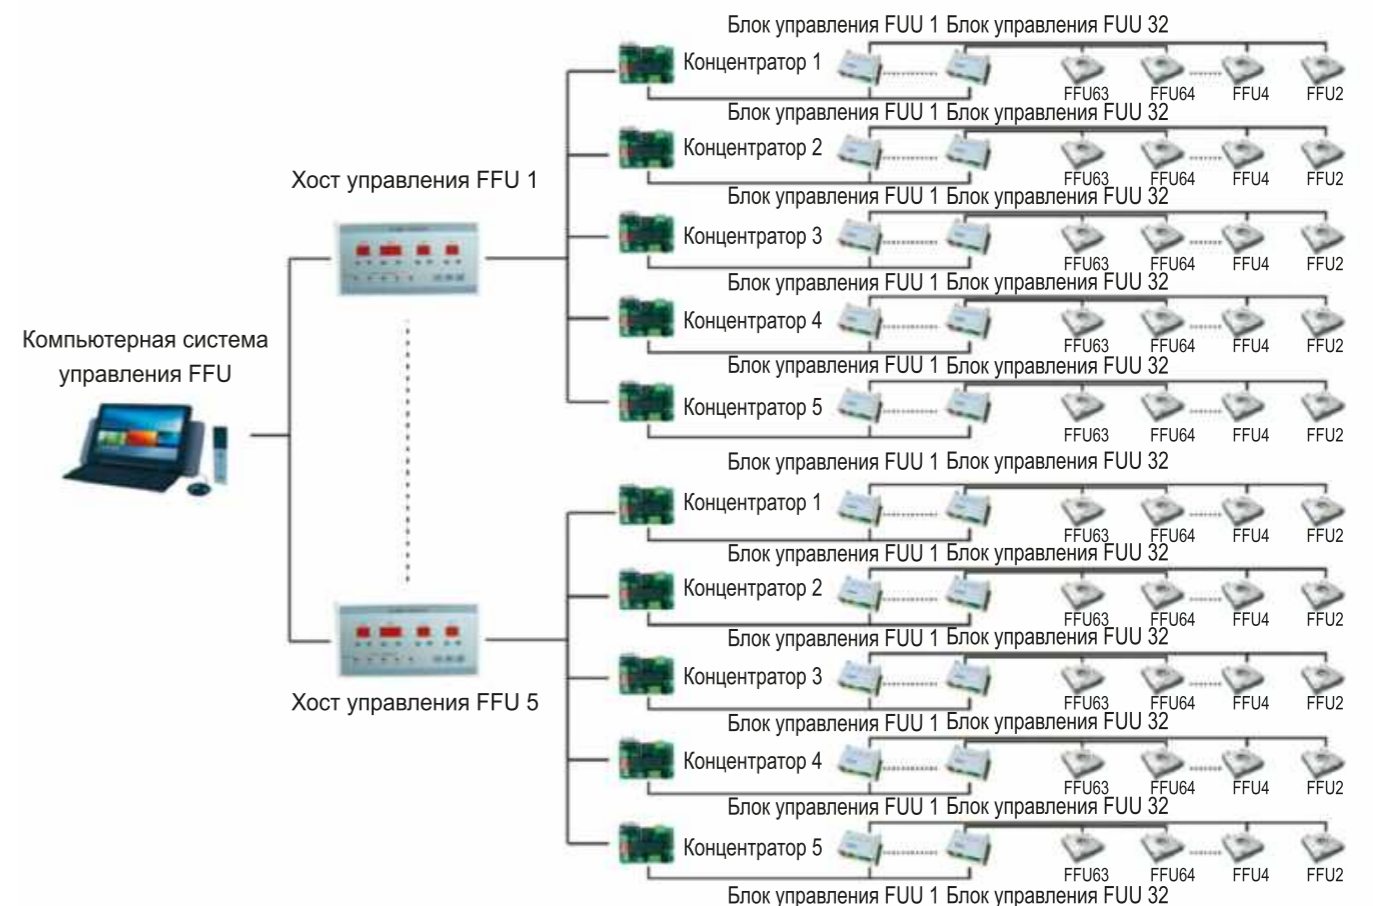 Блок управления FUU 1 Блок управления FUU 32
Концентратор 1
FFU63 FFU64 FFU4 FFU2
Блок управления FUU 1 Блок управления FUU 32
Концентратор 2
FFU63 FFU64 FFU4 FFU2
Хост управления FFU 1
Блок управления FUU 1 Блок управления FUU 32
Концентратор 3
FFU63 FFU64 FFU4 FFU2
Блок управления FUU 1 Блок управления FUU 32
Концентратор 4
FFU63 FFU64 FFU4 FFU2
Компьютерная система
управления FFU
Блок управления FUU 1 Блок управления FUU 32
Концентратор 5
FFU63 FFU64 FFU4 FFU2
Блок управления FUU 1 Блок управления FUU 32
Концентратор 1
FFU63 FFU64 FFU4 FFU2
Блок управления FUU 1 Блок управления FUU 32
Концентратор 2
FFU63 FFU64 FFU4 FFU2
Блок управления FUU 1 Блок управления FUU 32
Концентратор 3
FFU63 FFU64 FFU4 FFU2
Хост управления FFU 5
Блок управления FUU 1 Блок управления FUU 32
Концентратор 4
FFU63 FFU64 FFU4 FFU2
Блок управления FUU 1 Блок управления FUU 32
Концентратор 5
FFU63 FFU64 FFU4 FFU2
Блок управления FUU 1 Блок управления FUU 32